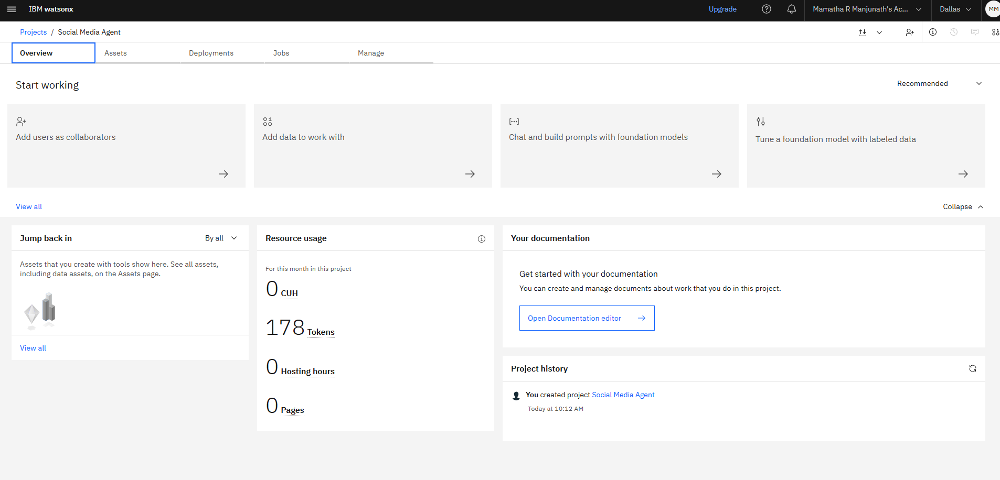 IBM watsonx
Upgrade
Mamatha R Manjunath's Ac...
Dallas
MM
Projects / Social Media Agent
Overview
Assets
Deployments
Jobs
Manage
Start working
Recommended
Add users as collaborators
Add data to work with
Chat and build prompts with foundation models
Tune a foundation model with labeled data
View all
Collapse
Jump back in
By all
Assets that you create with tools show here. See all assets,
including data assets, on the Assets page.
View all
Resource usage
For this month in this project
0 CUH
178 Tokens
0 Hosting hours
0 Pages
Your documentation
Get started with your documentation
You can create and manage documents about work that you do in this project.
Open Documentation editor
Project history
You created project Social Media Agent
Today at 10:12 AM